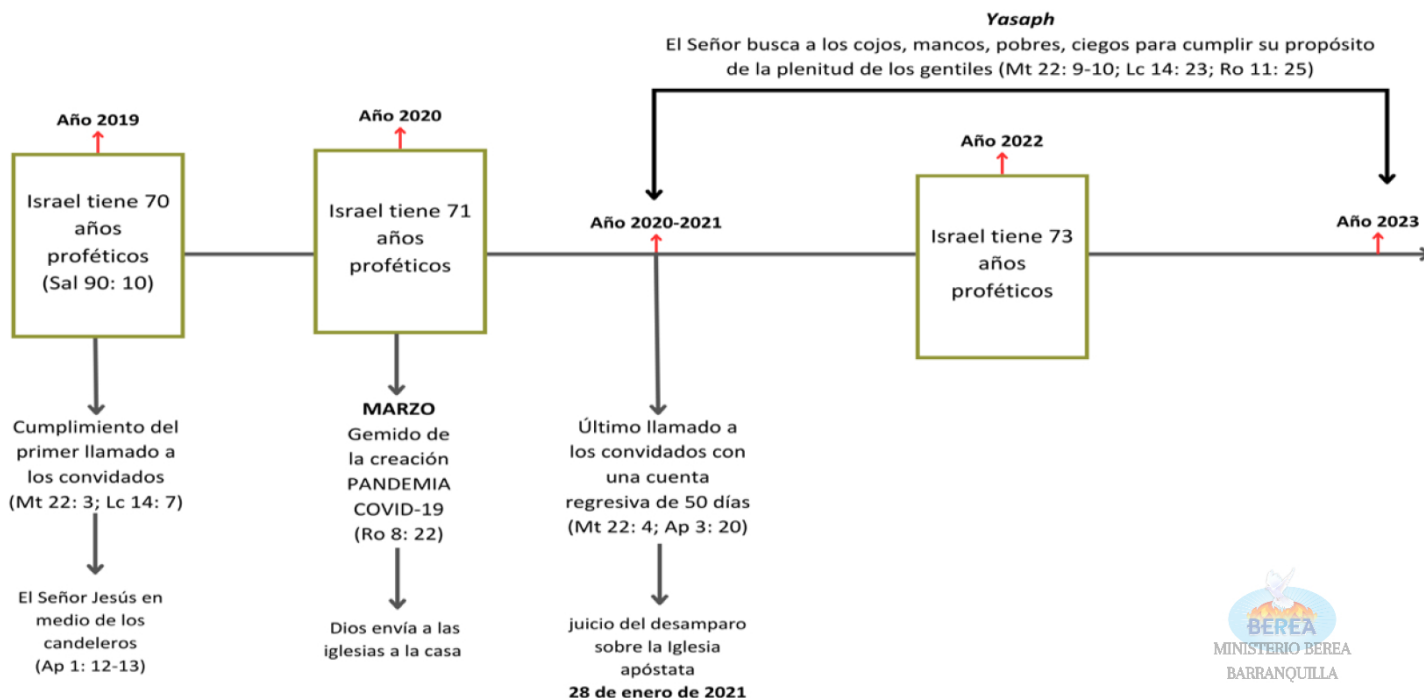 Yasaph
El Señor busca a los cojos, mancos, pobres, ciegos para cumplir su propósito
de la plenitud de los gentiles (Mt 22: 9-10; Lc 14: 23; Ro 11: 25)
Año 2019
Israel tiene 70
años
proféticos
(Sal 90: 10)
Cumplimiento del
primer llamado a
los convidados
(Mt 22: 3; Lc 14: 7)
El Señor Jesús en
medio de los
candeleros
(Ap 1: 12-13)
Año 2020
Israel tiene 71
años
proféticos
MARZO
Gemido de
la creación
PANDEMIA
COVID-19
(Ro 8: 22)
Dios envía a las
iglesias a la casa
Año 2020-2021
Último llamado a
los convidados con
una cuenta
regresiva de 50 días
(Mt 22: 4; Ap 3: 20)
juicio del desamparo
sobre la Iglesia
apóstata
28 de enero de 2021
Año 2022
Israel tiene 73
años
proféticos
Año 2023
BEREA
MINISTERIO BEREA
BARRANQUILLA